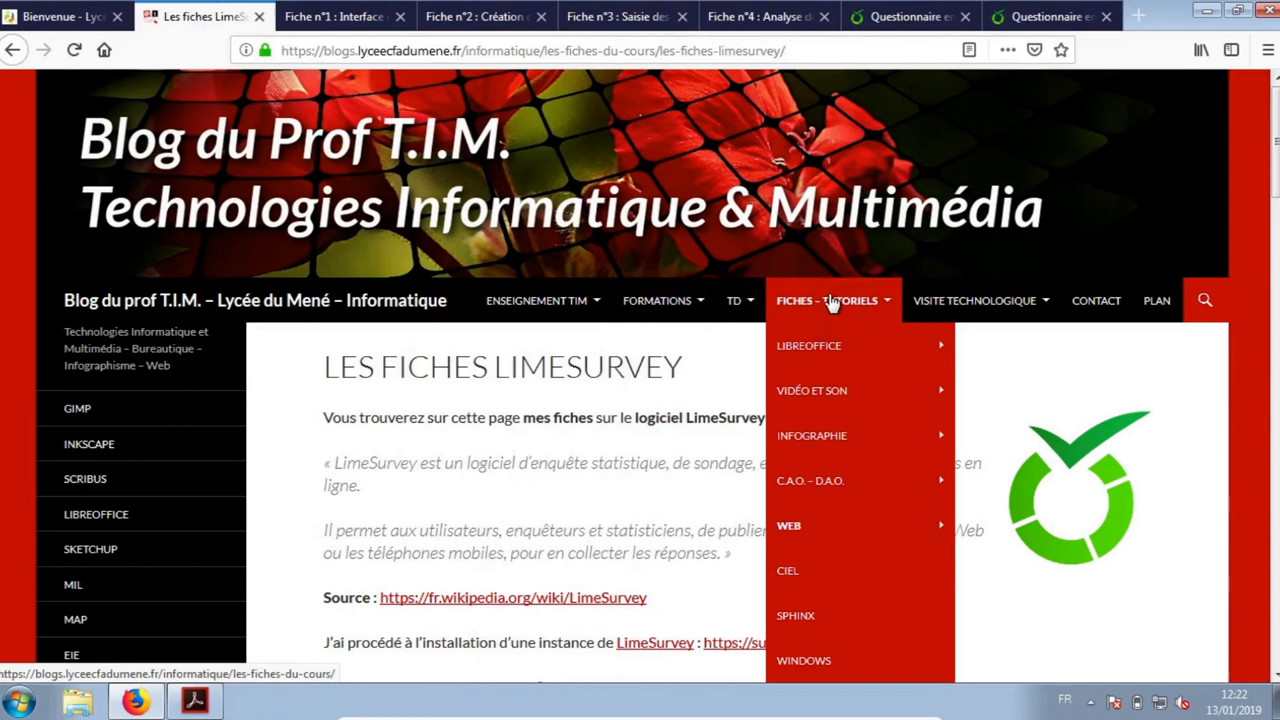 Bienvenue - Lyc
Les fiches LimeS
Fiche n°1 : Interface
Fiche n°2 : Création
Fiche n°3 : Saisie des
Fiche n°4 : Analyse d
Questionnaire en
Questionnaire en
https://blogs.lyceecfadumene.fr/informatique/les-fiches-du-cours/les-fiches-limesurvey/
Blog du Prof T.I.M.
Technologies Informatique & Multimédia
Blog du prof T.I.M. – Lycée du Mené – Informatique
ENSEIGNEMENT TIM
FORMATIONS
TD
FICHES – TUTORIELS
VISITE TECHNOLOGIQUE
CONTACT
PLAN
Technologies Informatique et
Multimédia – Bureautique –
Infographisme – Web
GIMP
INKSCAPE
SCRIBUS
LIBREOFFICE
SKETCHUP
MIL
MAP
EIE
LES FICHES LIMESURVEY
Vous trouverez sur cette page mes fiches sur le logiciel LimeSurvey
« LimeSurvey est un logiciel d'enquête statistique, de sondage, e
s en
ligne.
Il permet aux utilisateurs, enquêteurs et statisticiens, de publier
Web
ou les téléphones mobiles, pour en collecter les réponses. »
Source : https://fr.wikipedia.org/wiki/LimeSurvey
J'ai procédé à l'installation d'une instance de LimeSurvey : https://su
LIBREOFFICE
VIDÉO ET SON
INFOGRAPHIE
C.A.O. – D.A.O.
WEB
CIEL
SPHINX
WINDOWS
https://blogs.lyceecfadumene.fr/informatique/les-fiches-du-cours/
FR
12:22
13/01/2019